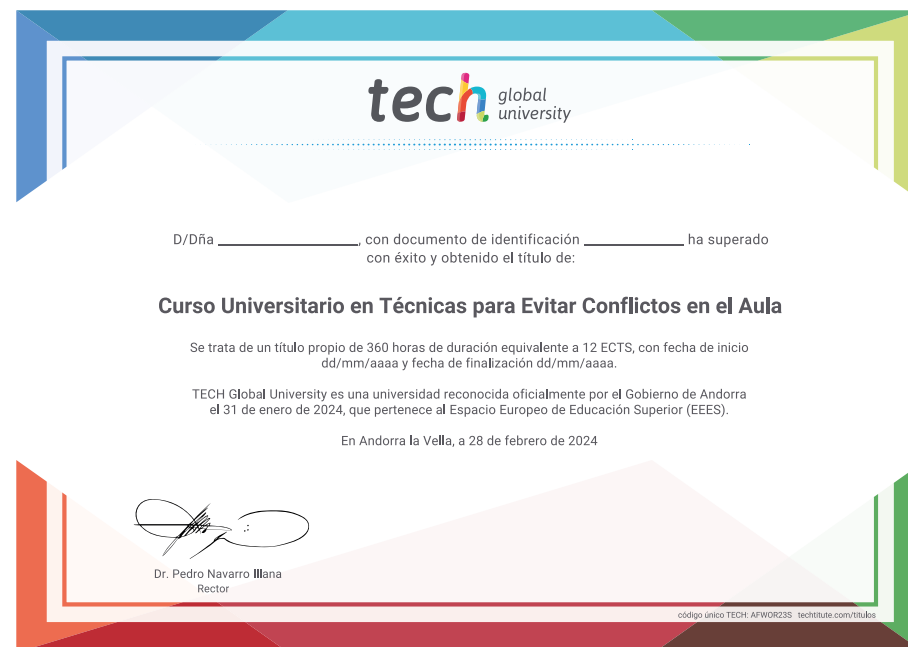 tech global university
D/Dña ____________________, con documento de identificación ______________ ha superado
con éxito y obtenido el título de:
Curso Universitario en Técnicas para Evitar Conflictos en el Aula
Se trata de un título propio de 360 horas de duración equivalente a 12 ECTS, con fecha de inicio
dd/mm/aaaa y fecha de finalización dd/mm/aaaa.
TECH Global University es una universidad reconocida oficialmente por el Gobierno de Andorra
el 31 de enero de 2024, que pertenece al Espacio Europeo de Educación Superior (EEES).
En Andorra la Vella, a 28 de febrero de 2024
Dr. Pedro Navarro Illana
Rector
código único TECH: AFWOR23S techtitute.com/titulos